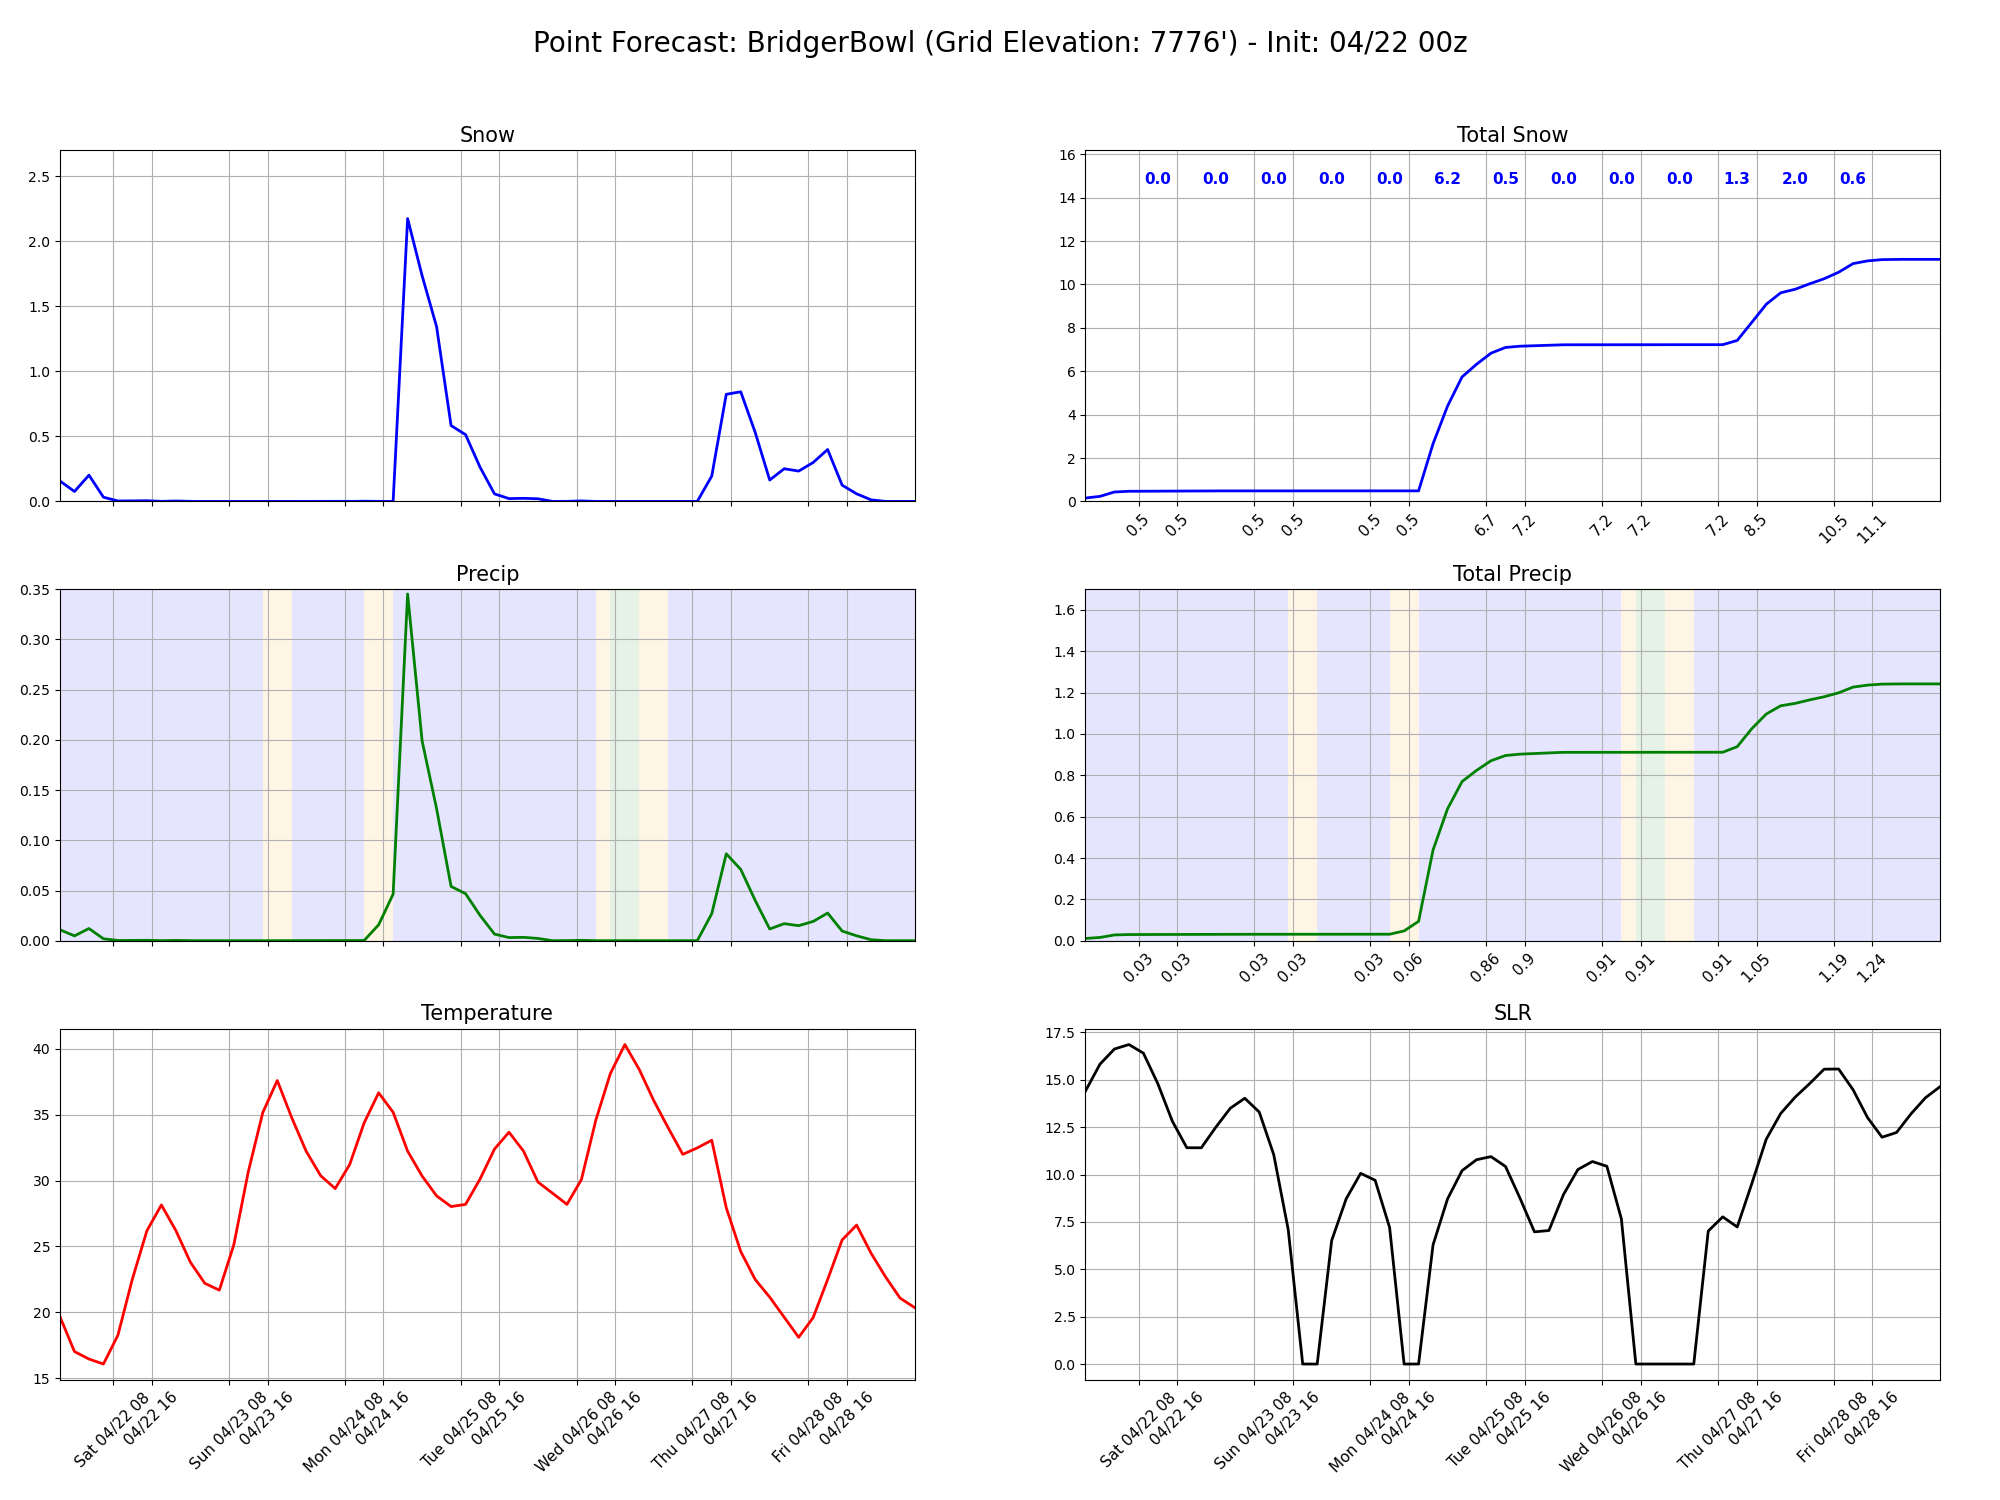 Point Forecast: BridgerBowl (Grid Elevation: 7776') - Init: 04/22 00z
Snow
2.5
2.0
1.5
1.0
0.5
0.0
Total Snow
16
14
12
10
8
6
4
2
0
0.0 0.0 0.0 0.0 0.0 6.2 0.5 0.0 0.0 0.0 1.3 2.0 0.6
0.5 0.5 0.5 0.5 0.5 0.5 6.7 7.2 7.2 7.2 7.2 8.5 10.5 11.1
Precip
0.35
0.30
0.25
0.20
0.15
0.10
0.05
0.00
Total Precip
1.6
1.4
1.2
1.0
0.8
0.6
0.4
0.2
0.0
0.03 0.03 0.03 0.03 0.03 0.06 0.86 0.9 0.91 0.91 0.91 1.05 1.19 1.24
Temperature
40
35
30
25
20
15
Sat 04/22 08
04/22 16
Sun 04/23 08
04/23 16
Mon 04/24 08
04/24 16
Tue 04/25 08
04/25 16
Wed 04/26 08
04/26 16
Thu 04/27 08
04/27 16
Fri 04/28 08
04/28 16
SLR
17.5
15.0
12.5
10.0
7.5
5.0
2.5
0.0
Sat 04/22 08
04/22 16
Sun 04/23 08
04/23 16
Mon 04/24 08
04/24 16
Tue 04/25 08
04/25 16
Wed 04/26 08
04/26 16
Thu 04/27 08
04/27 16
Fri 04/28 08
04/28 16